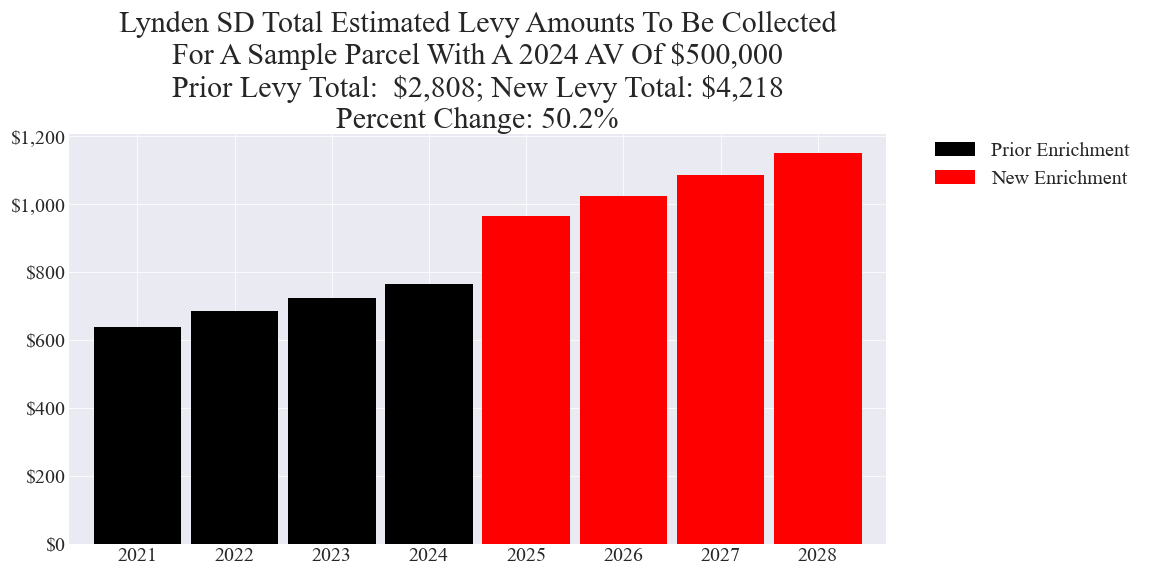 Lynden SD Total Estimated Levy Amounts To Be Collected
For A Sample Parcel With A 2024 AV Of $500,000
Prior Levy Total:  $2,808; New Levy Total: $4,218
Percent Change: 50.2%
$1,200
$1,000
$800
$600
$400
$200
$0
2021 2022 2023 2024 2025 2026 2027 2028
Prior Enrichment
New Enrichment